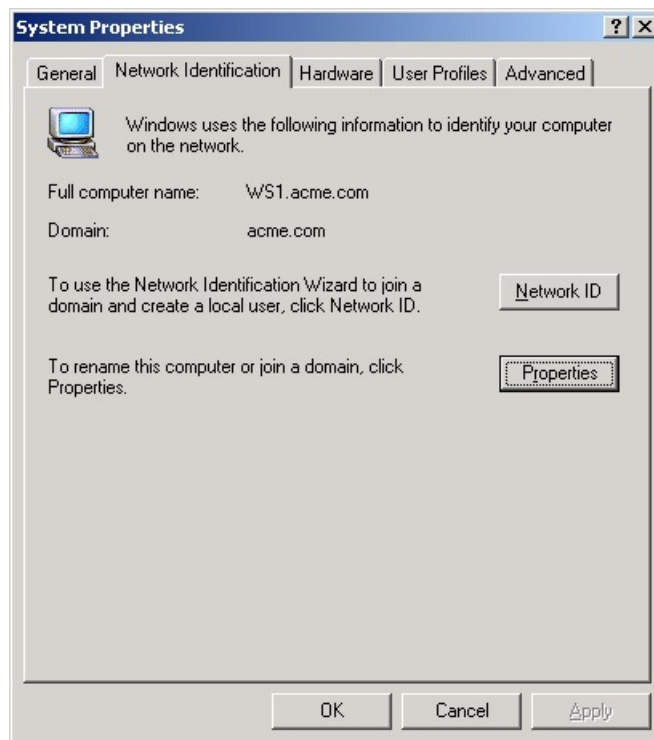 System Properties
General Network Identification Hardware User Profiles Advanced
Windows uses the following information to identify your computer
on the network.
Full computer name: WS1.acme.com
Domain: acme.com
To use the Network Identification Wizard to join a
domain and create a local user, click Network ID.
Network ID
To rename this computer or join a domain, click
Properties.
Properties
OK Cancel Apply